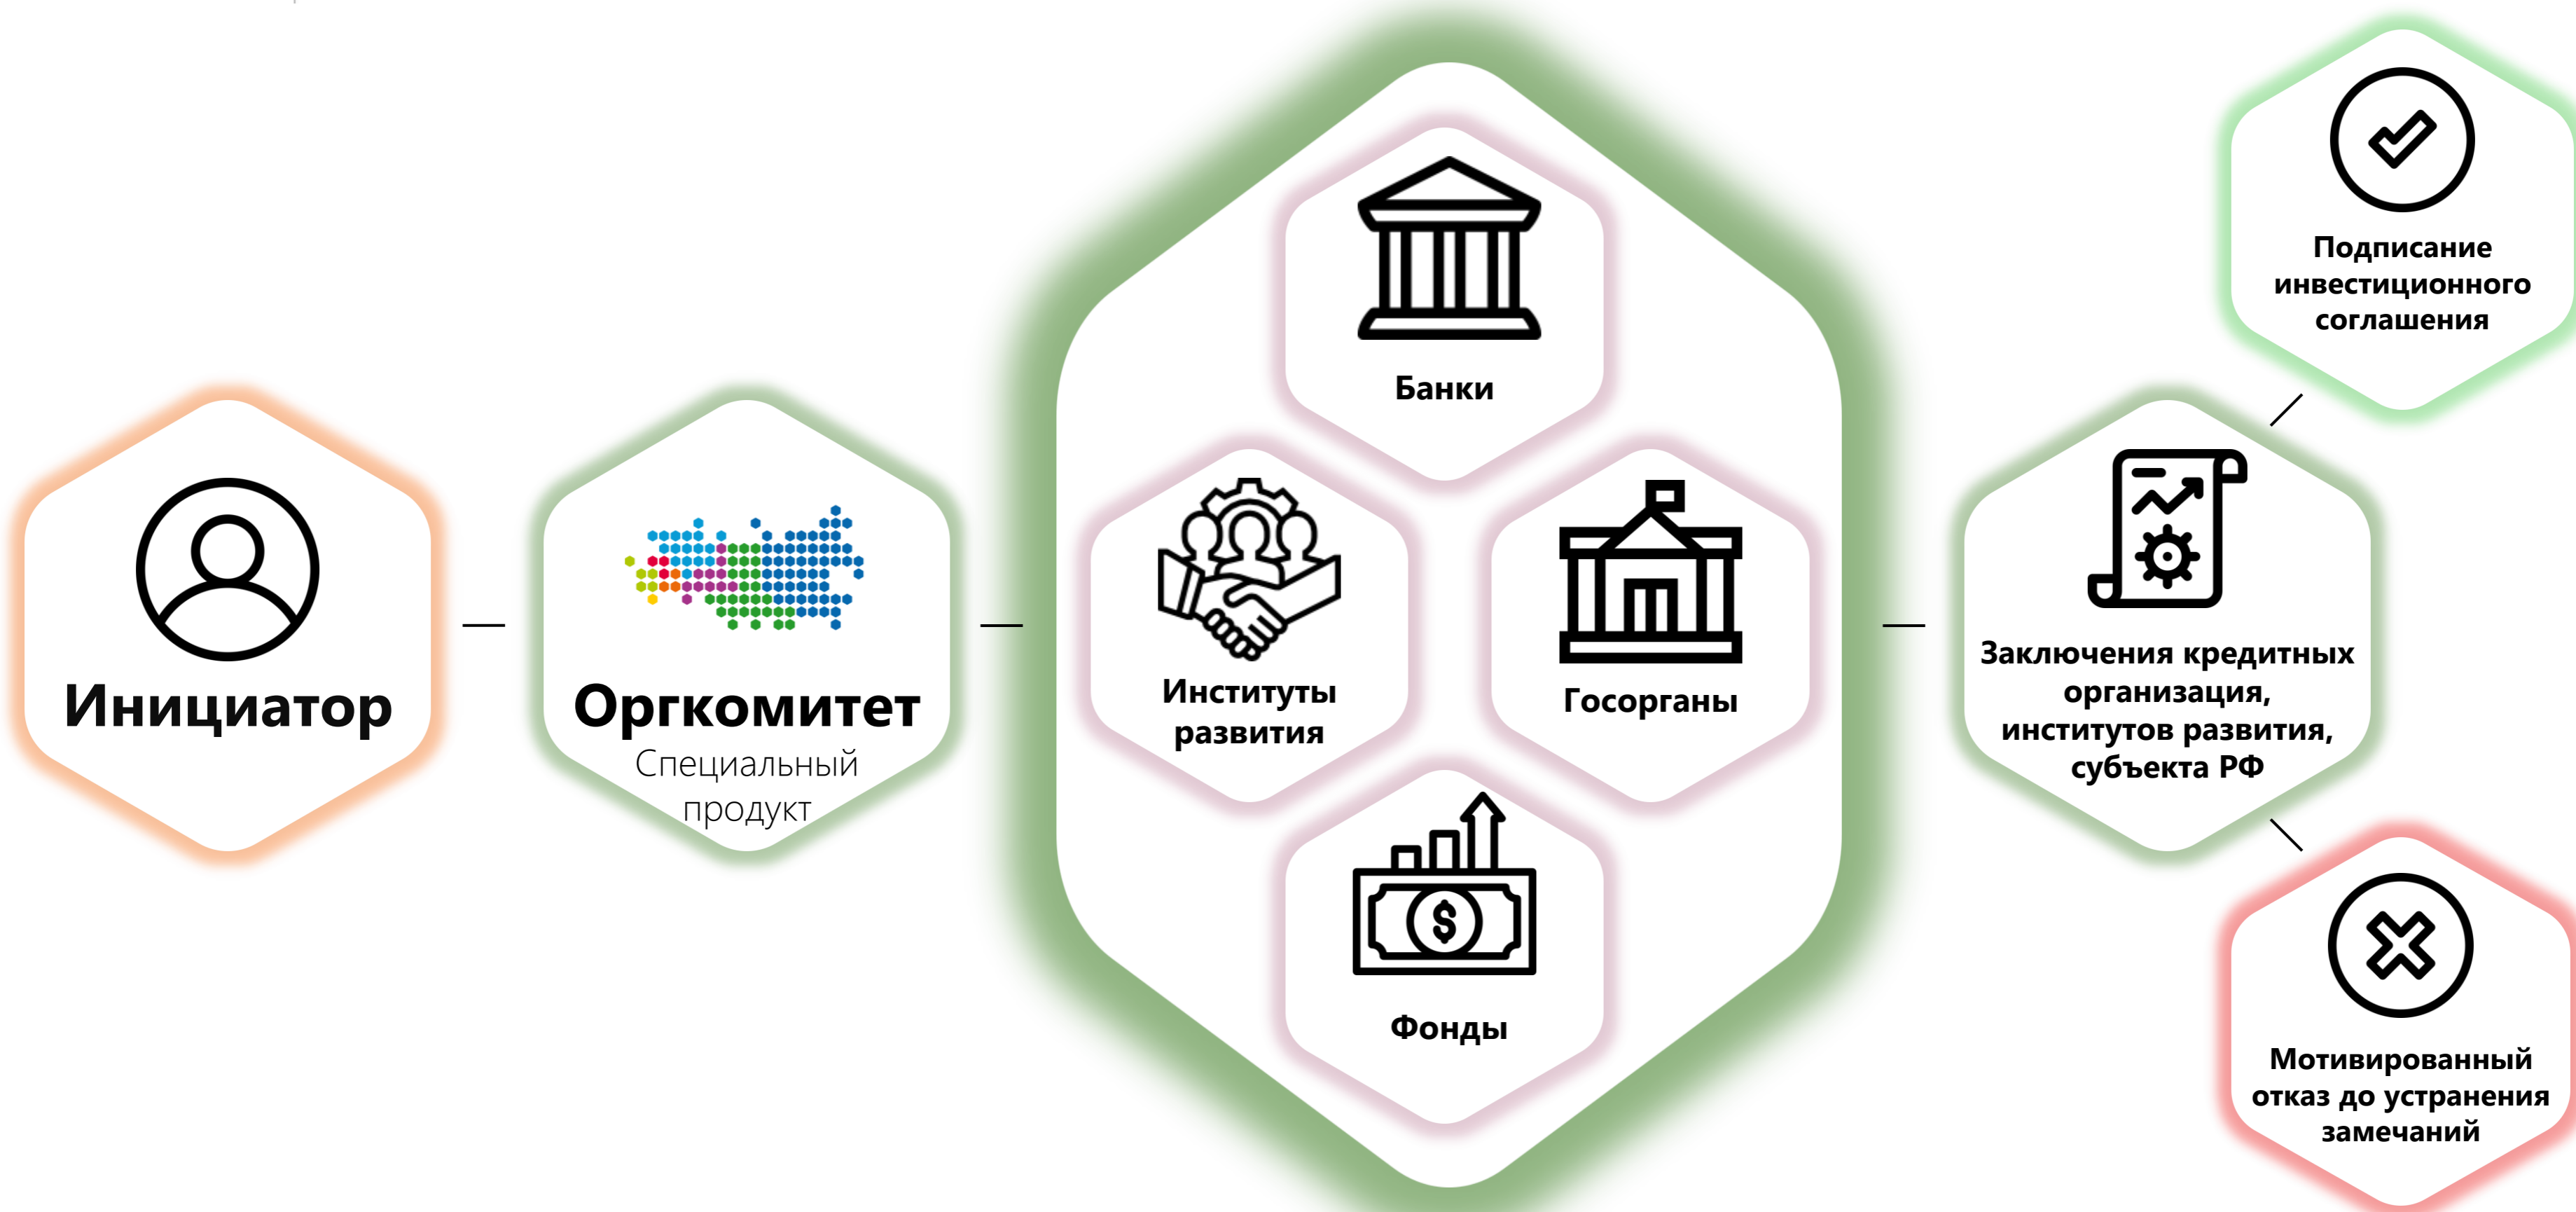 Инициатор
Оргкомитет
Специальный
продукт
Банки
Институты
развития
Госорганы
Фонды
Заключения кредитных
организация,
институтов развития,
субъекта РФ
Подписание
инвестиционного
соглашения
Мотивированный
отказ до устранения
замечаний